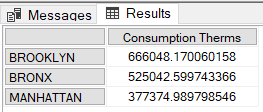 Messages Results
Consumption Therms
BROOKLYN 666048.170060158
BRONX 525042.599743366
MANHATTAN 377374.989798546